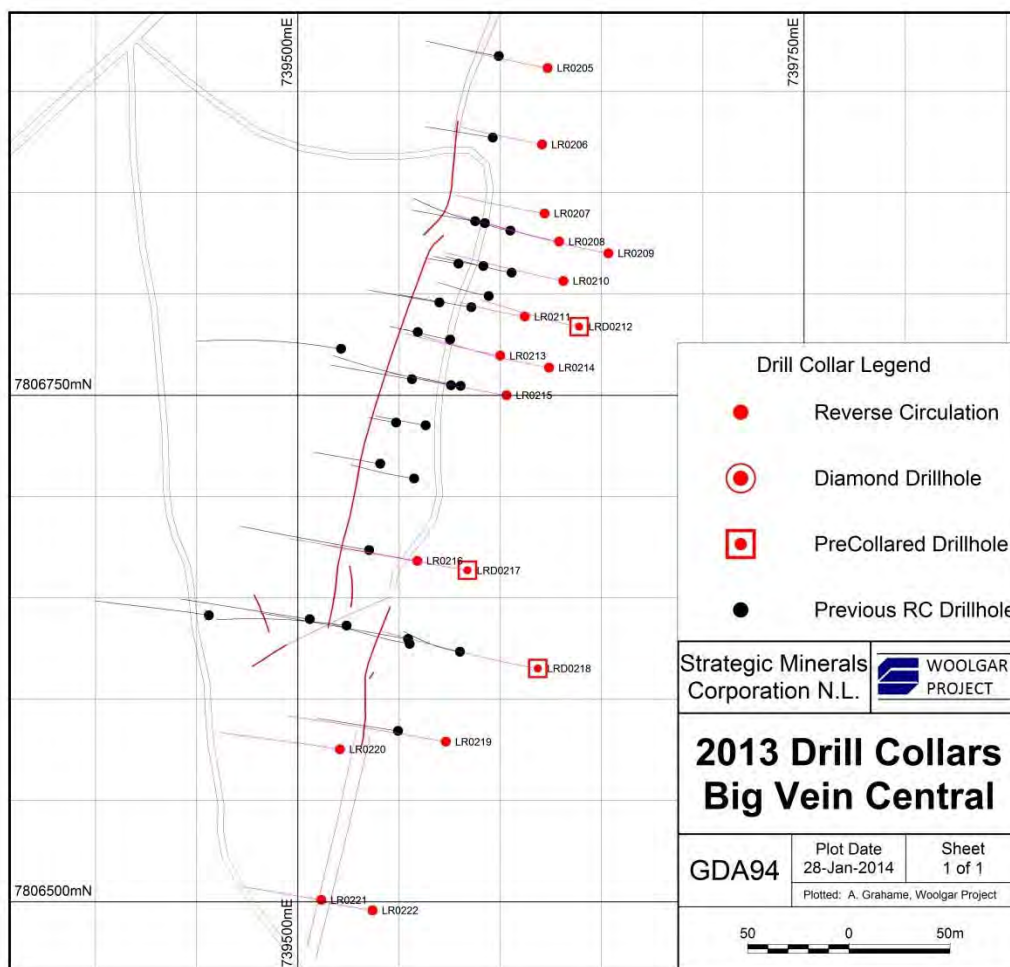 739500mE
739750mE
LR0205
LR0206
LR0207
LR0208
LR0209
LR0210
LR0211
LRD0212
LR0213
LR0214
7806750mN
LR0215
Drill Collar Legend
Reverse Circulation
Diamond Drillhole
PreCollared Drillhole
Previous RC Drillhole
LR0216
LRD0217
LRD0218
LR0219
LR0220
Strategic Minerals
Corporation N.L.
WOOLGAR
PROJECT
2013 Drill Collars
Big Vein Central
GDA94
Plot Date
28-Jan-2014
Sheet
1 of 1
Plotted: A. Grahame, Woolgar Project
7806500mN
LR0221
LR0222
739500mE
50
0
50m